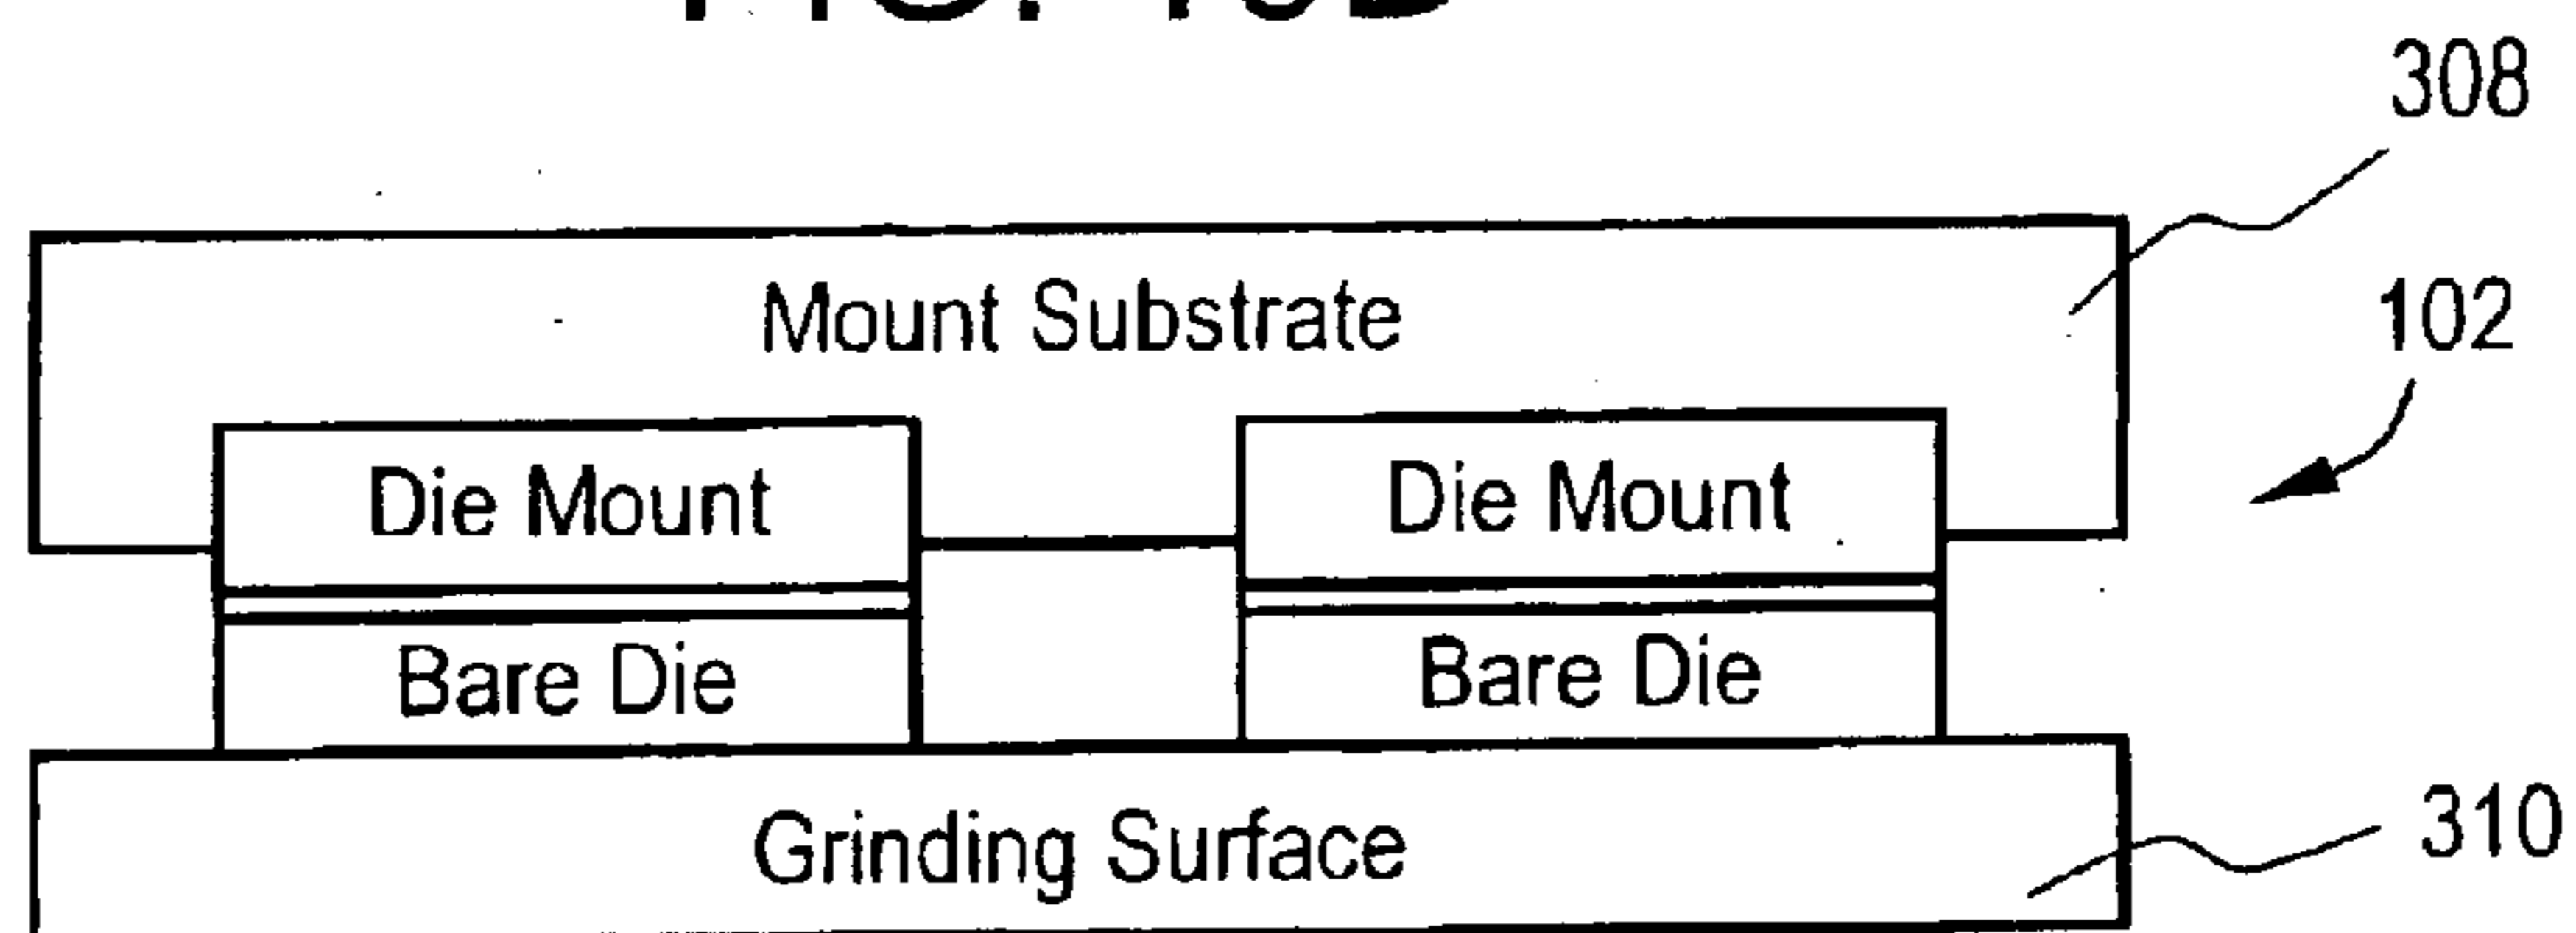 308
Mount Substrate
102
Die Mount Die Mount
Bare Die Bare Die
Grinding Surface
310